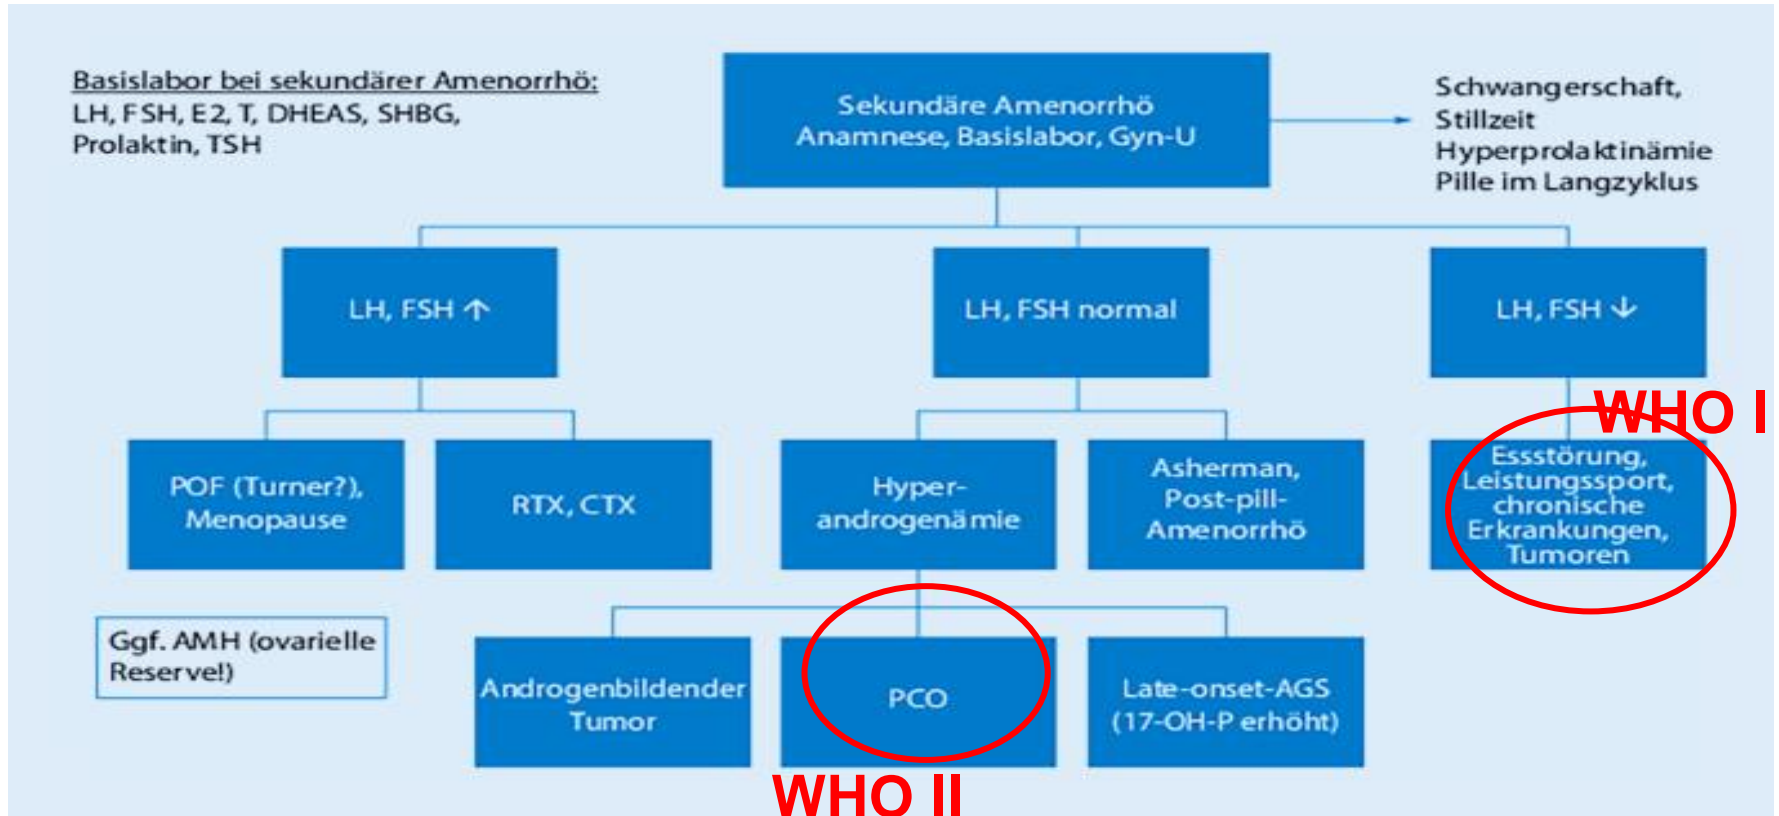 Basislabor bei sekundärer Amenorrhö:
LH, FSH, E2, T, DHEAS, SHBG,
Prolaktin, TSH
Sekundäre Amenorrhö
Anamnese, Basislabor, Gyn-U
Schwangerschaft,
Stillzeit
Hyperprolaktinämie
Pille im Langzyklus
LH, FSH ↑
LH, FSH normal
LH, FSH ↓
WHO I
POF (Turner?),
Menopause
RTX, CTX
Hyper-
androgenämie
Asherman,
Post-pill-
Amenorrhö
Essstörung,
Leistungssport,
chronische
Erkrankungen,
Tumoren
Ggf. AMH (ovarielle
Reserve!)
Androgenbildender
Tumor
PCO
Late-onset-AGS
(17-OH-P erhöht)
WHO II